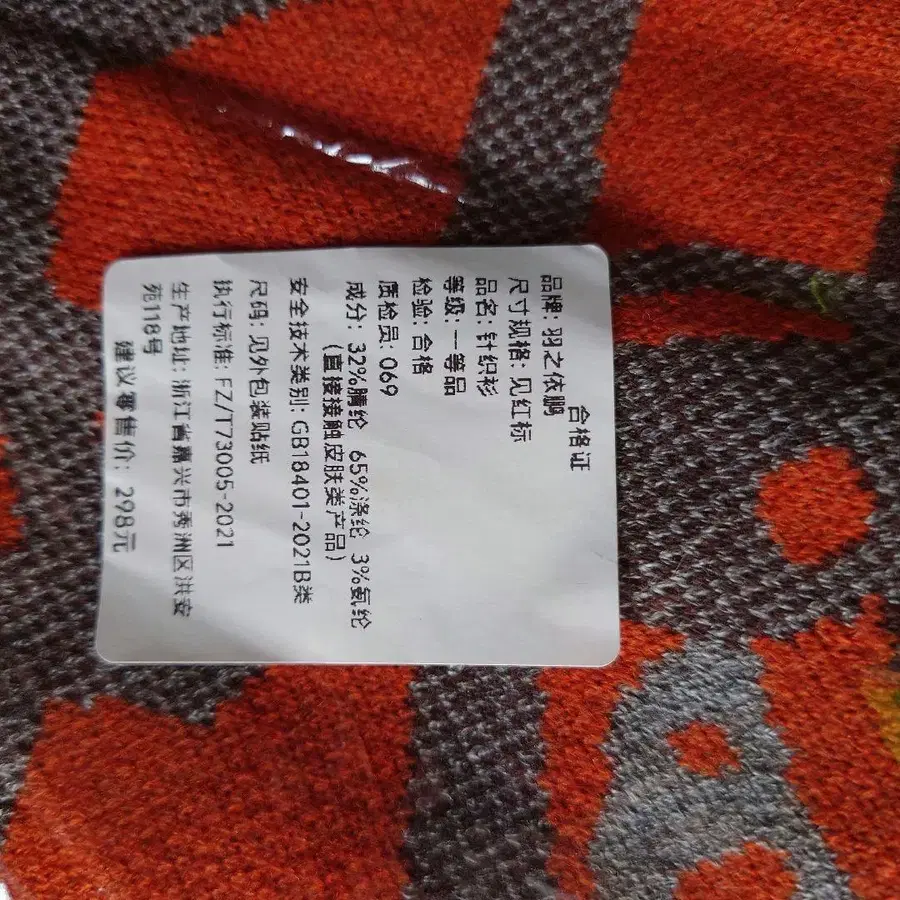 合格证
品牌: 羽之依鹏
尺寸规格: 见红标
品名: 针织衫
等级: 一等品
检验: 合格
质检员: 069
成分: 32%腈纶 65%涤纶 3%氨纶
(直接接触皮肤类产品)
安全技术类别: GB18401-2021B类
尺码: 见外包装贴纸
执行标准: FZ/T73005-2021
生产地址: 浙江省嘉兴市秀洲区洪安
苑118号
建议零售价: 298元